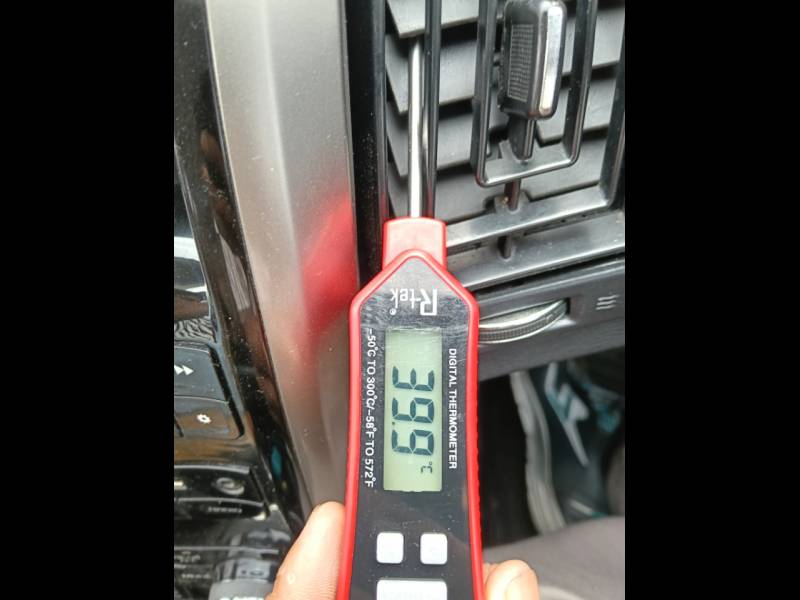 R-tek®
DIGITAL THERMOMETER
39.9 °C
-50°C TO 300°C/-58°F TO 572°F